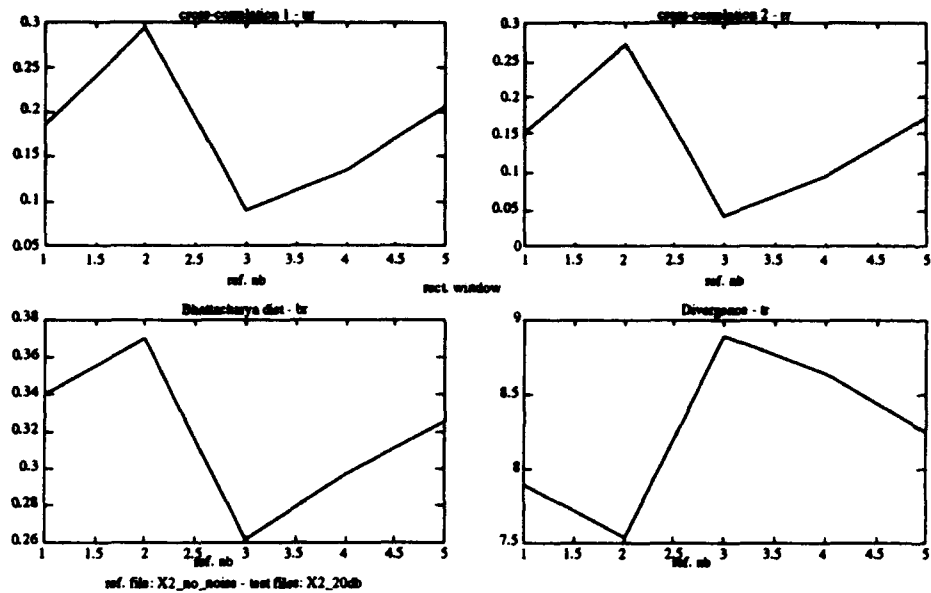 cross-correlation 1 - ur
0.3
0.25
0.2
0.15
0.1
0.05
1 1.5 2 2.5 3 3.5 4 4.5 5
ref. nb
cross-correlation 2 - rr
0.3
0.25
0.2
0.15
0.1
0.05
0
1 1.5 2 2.5 3 3.5 4 4.5 5
ref. nb
rect. window
Bhattacharya dist - br
0.38
0.36
0.34
0.32
0.3
0.28
0.26
1 1.5 2 2.5 3 3.5 4 4.5 5
ref. nb
Divergence - tr
9
8.5
8
7.5
1 1.5 2 2.5 3 3.5 4 4.5 5
ref. nb
ref. file: X2_no_noise - test files: X2_20db